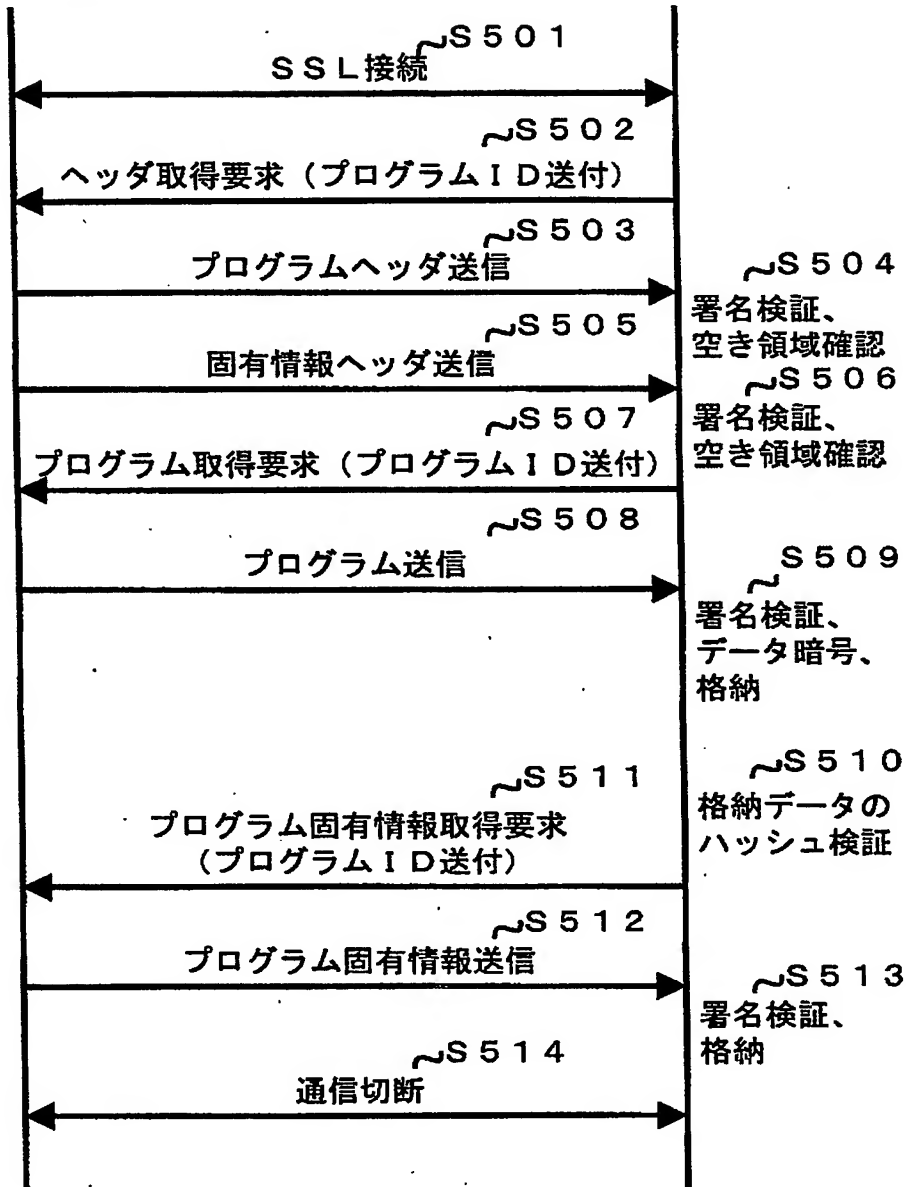 S501
SSL接続
S502
ヘッダ取得要求（プログラムID送付）
S503
プログラムヘッダ送信
S504
署名検証、
空き領域確認
S505
固有情報ヘッダ送信
S506
署名検証、
空き領域確認
S507
プログラム取得要求（プログラムID送付）
S508
プログラム送信
S509
署名検証、
データ暗号、
格納
S510
格納データの
ハッシュ検証
S511
プログラム固有情報取得要求
（プログラムID送付）
S512
プログラム固有情報送信
S513
署名検証、
格納
S514
通信切断